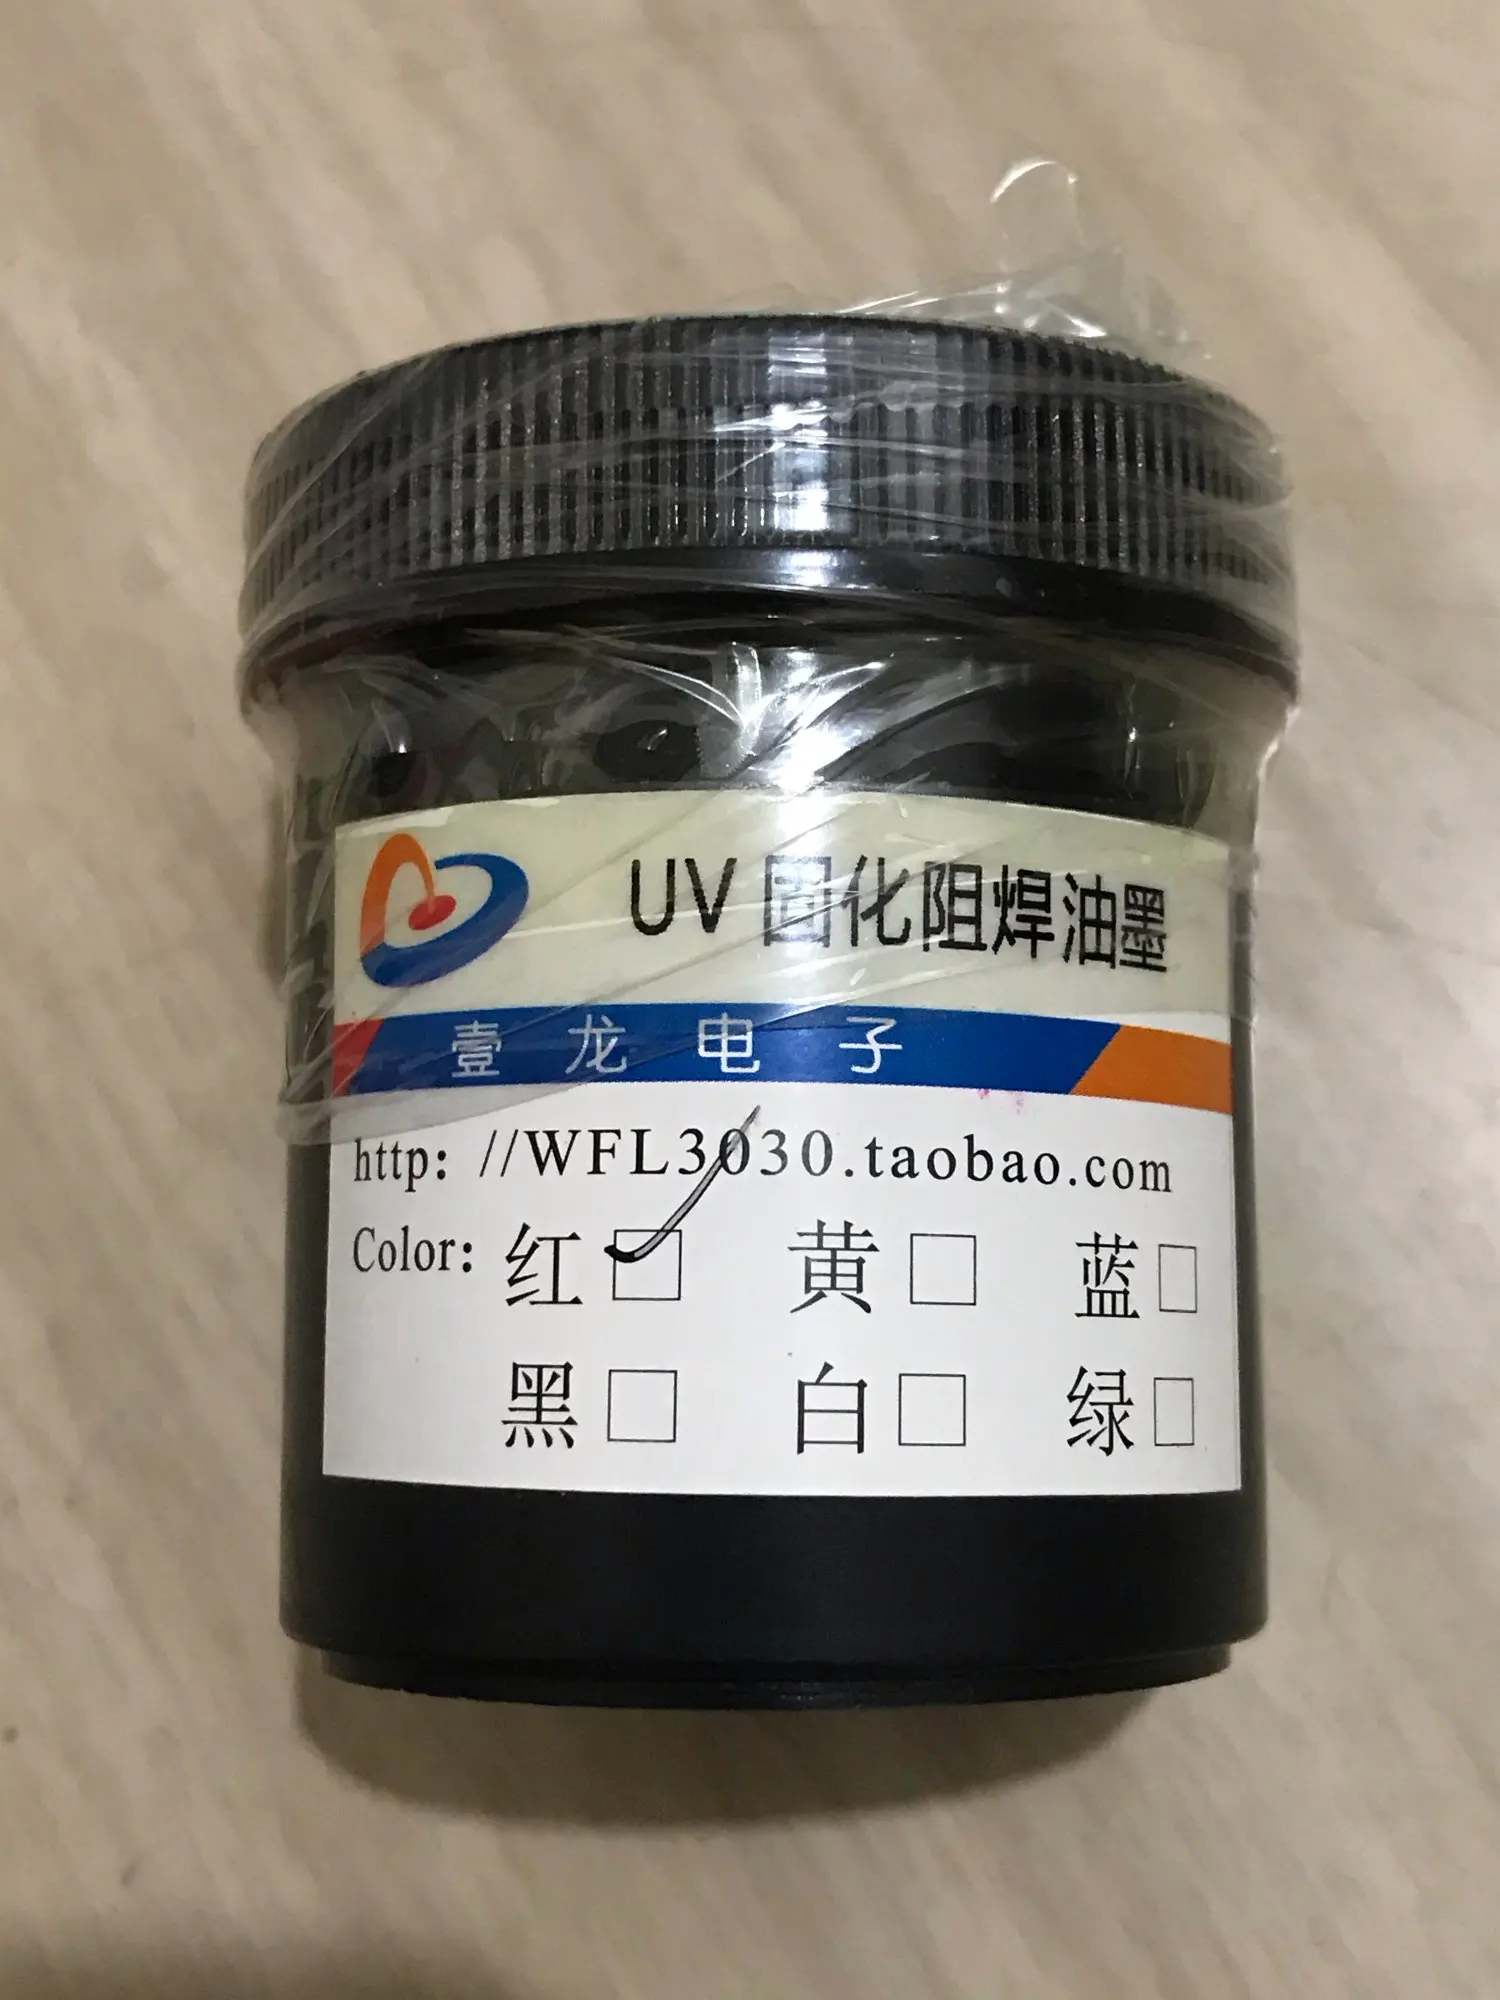 UV 固化阻焊油墨
壹龙电子
http: //WFL3030.taobao.com
Color: 红☑ 黄□ 蓝□
黑□ 白□ 绿□